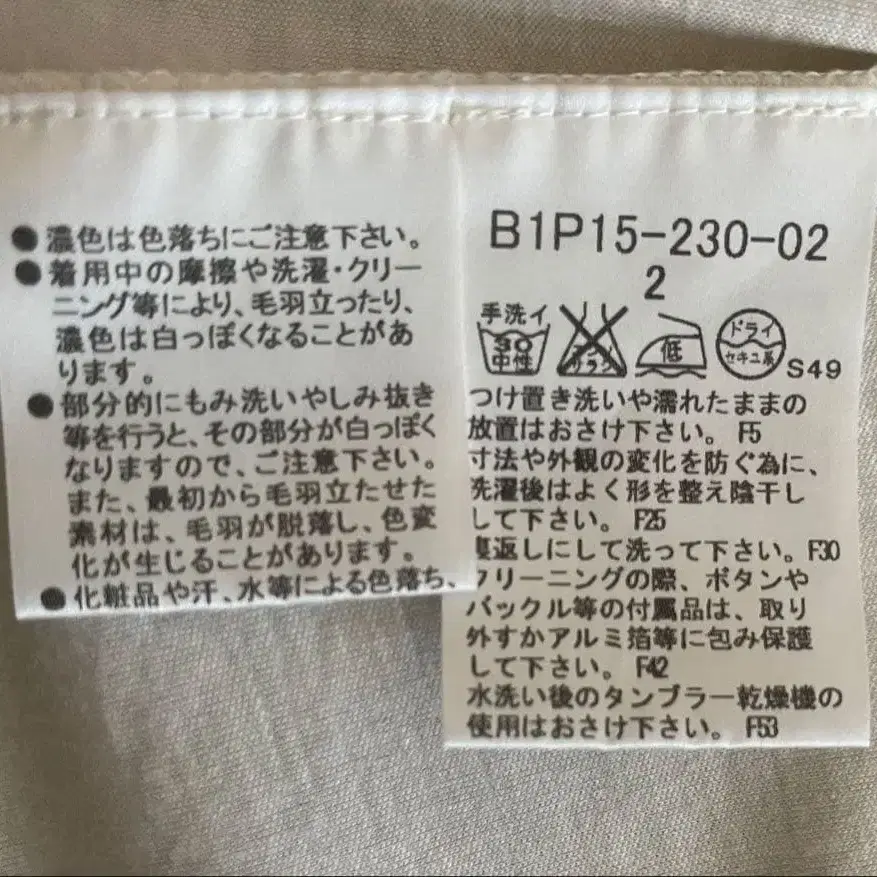 ●濃色は色落ちにご注意下さい。
●着用中の摩擦や洗濯・クリー
ニング等により、毛羽立ったり、
濃色は白っぽくなることがあ
ります。
●部分的にもみ洗いやしみ抜き
等を行うと、その部分が白っぽく
なりますので、ご注意下さい。
また、最初から毛羽立たせた
素材は、毛羽が脱落し、色変
化が生じることがあります。
●化粧品や汗、水等による色落ち、
B1P15-230-02
2
手洗イ
30
中性
エンソ
サラシ
低
ドライ
セキユ系
S49
つけ置き洗いや濡れたままの
放置はおさけ下さい。F5
寸法や外観の変化を防ぐ為に、
洗濯後はよく形を整え陰干し
して下さい。F25
裏返しにして洗って下さい。F30
クリーニングの際、ボタンや
バックル等の付属品は、取り
外すかアルミ箔等に包み保護
して下さい。F42
水洗い後のタンブラー乾燥機の
使用はおさけ下さい。F53